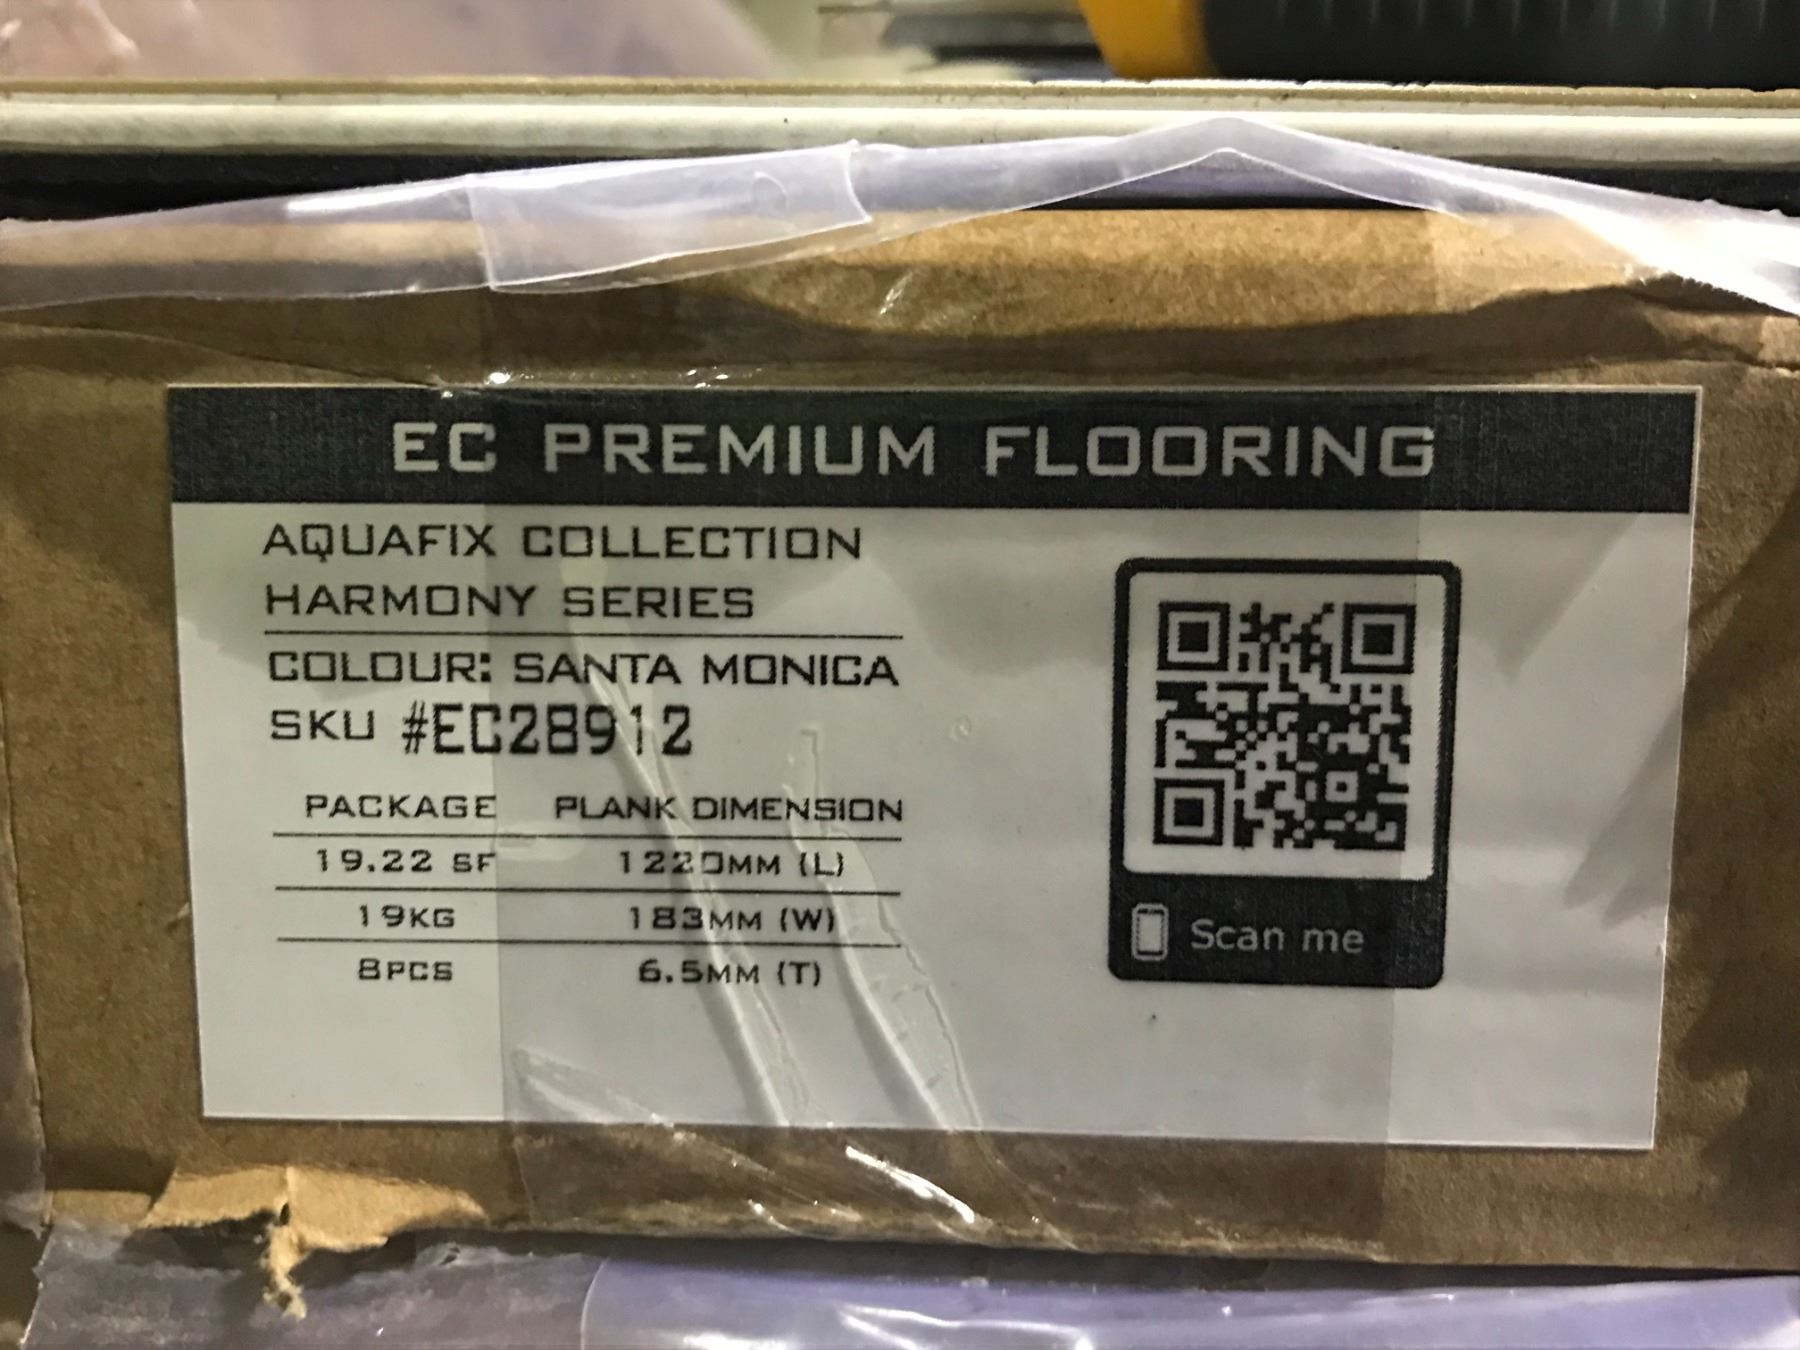 EC PREMIUM FLOORING
AQUAFIX COLLECTION
HARMONY SERIES
COLOUR: SANTA MONICA
SKU #EC28912
PACKAGE PLANK DIMENSION
19.22 SF 1220MM (L)
19KG 183MM (W)
8PCS 6.5MM (T)
Scan me